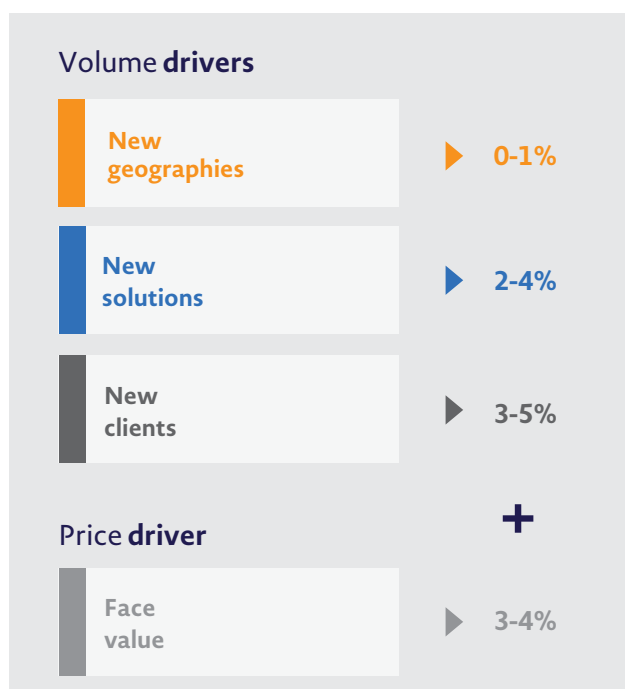 Volume drivers
New
geographies
0-1%
New
solutions
2-4%
New
clients
3-5%
+
Price driver
Face
value
3-4%